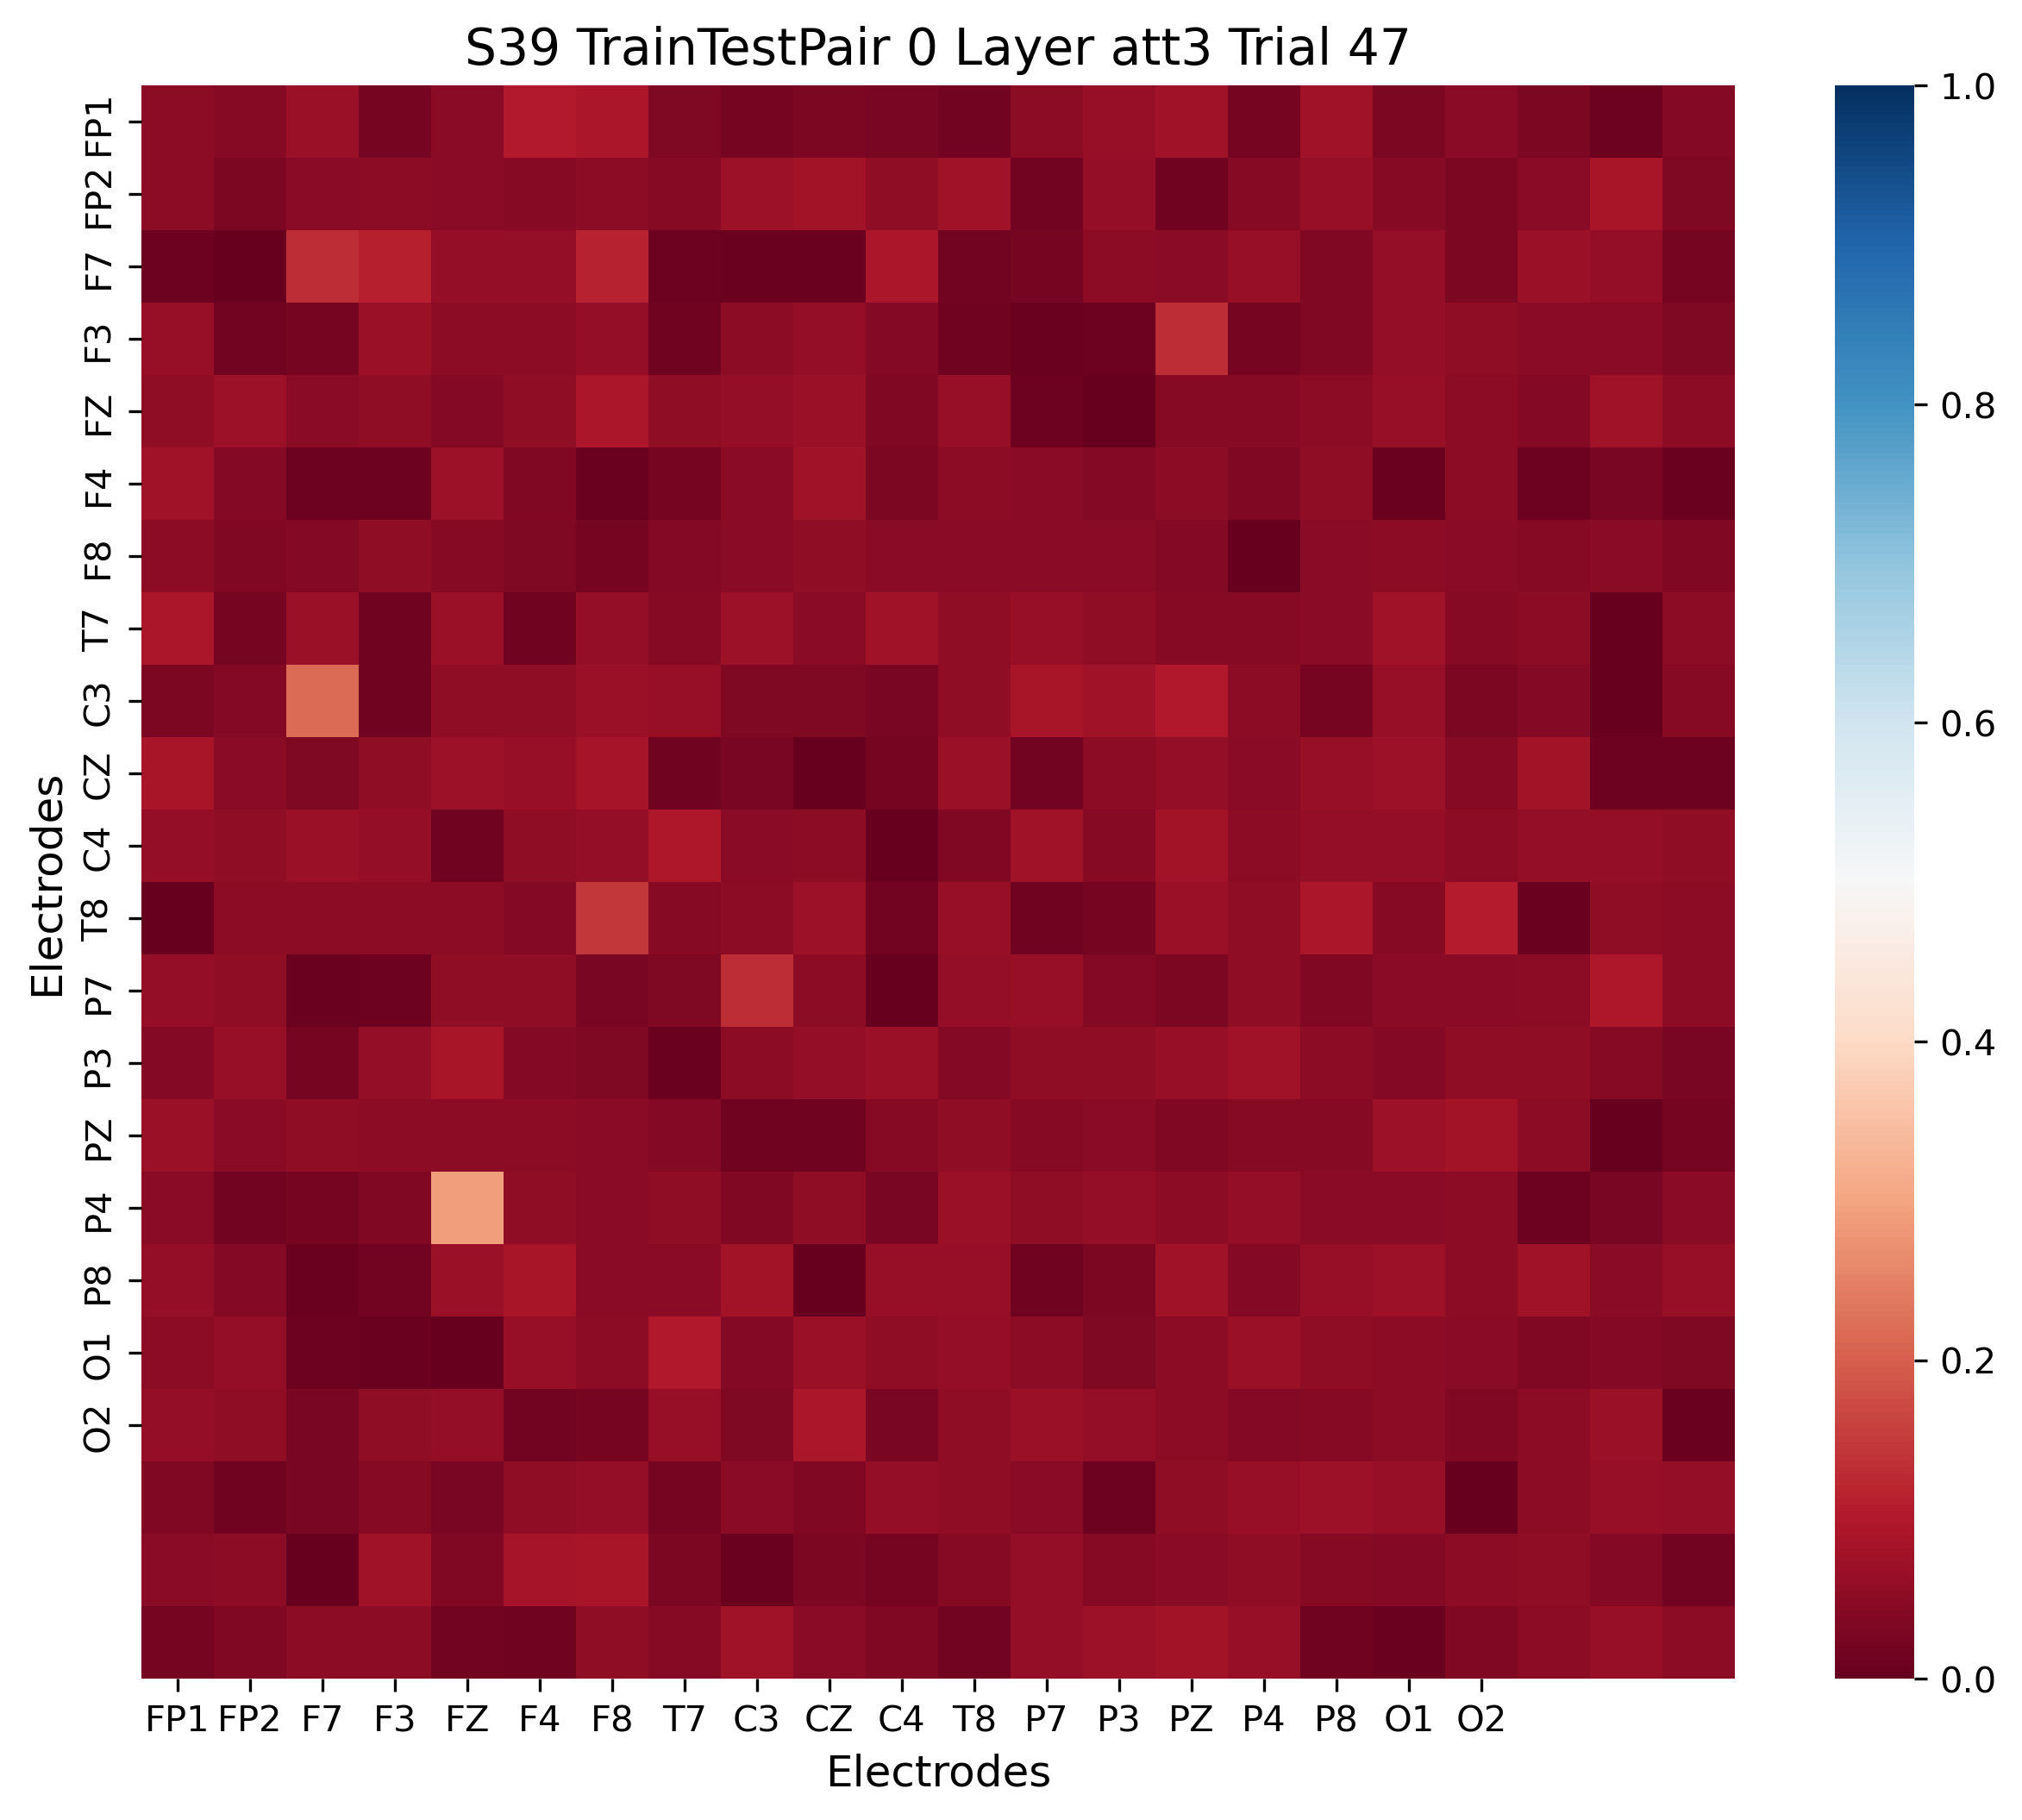 S39 TrainTestPair 0 Layer att3 Trial 47
Electrodes
FP1
FP2
F7
F3
FZ
F4
F8
T7
C3
CZ
C4
T8
P7
P3
PZ
P4
P8
O1
O2
FP1 FP2 F7 F3 FZ F4 F8 T7 C3 CZ C4 T8 P7 P3 PZ P4 P8 O1 O2
Electrodes
1.0
0.8
0.6
0.4
0.2
0.0